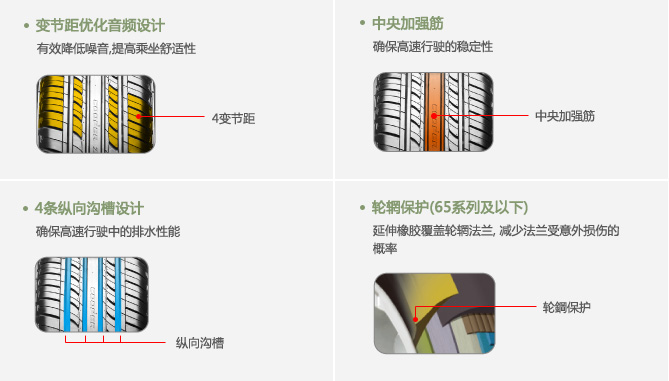 • 变节距优化音频设计
有效降低噪音,提高乘坐舒适性
4变节距
• 中央加强筋
确保高速行驶的稳定性
中央加强筋
• 4条纵向沟槽设计
确保高速行驶中的排水性能
纵向沟槽
• 轮辋保护(65系列及以下)
延伸橡胶覆盖轮辋法兰, 减少法兰受意外损伤的
概率
轮鋼保护